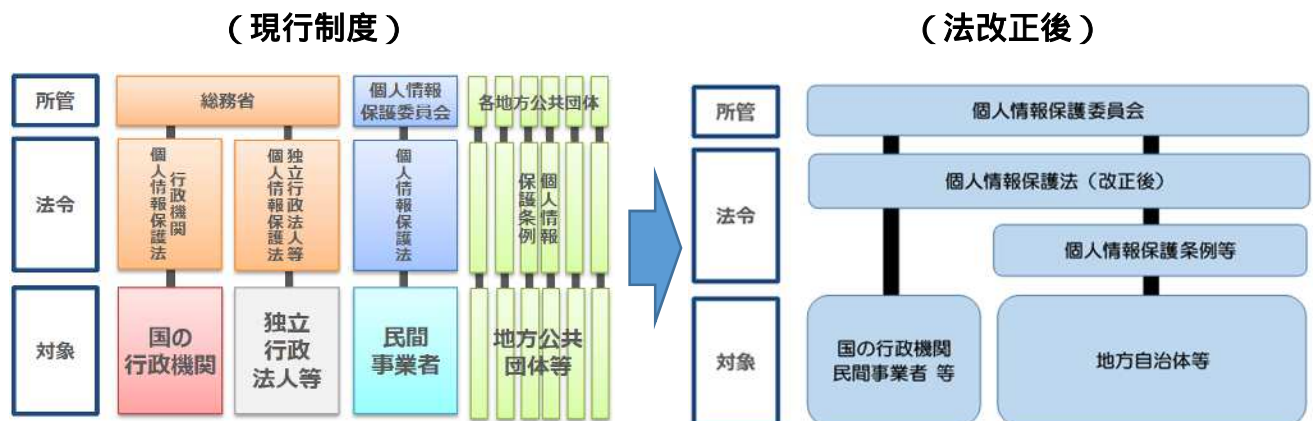 (現行制度)
所管
総務省
個人情報
保護委員会
各地方公共団体
法令
行政機関
個人情報保護法
独立行政法人等
個人情報保護法
個人情報保護法
個人情報
保護条例
対象
国の
行政機関
独立
行政
法人等
民間
事業者
地方公共
団体等
(法改正後)
所管
個人情報保護委員会
法令
個人情報保護法(改正後)
個人情報保護条例等
対象
国の行政機関
民間事業者 等
地方自治体等